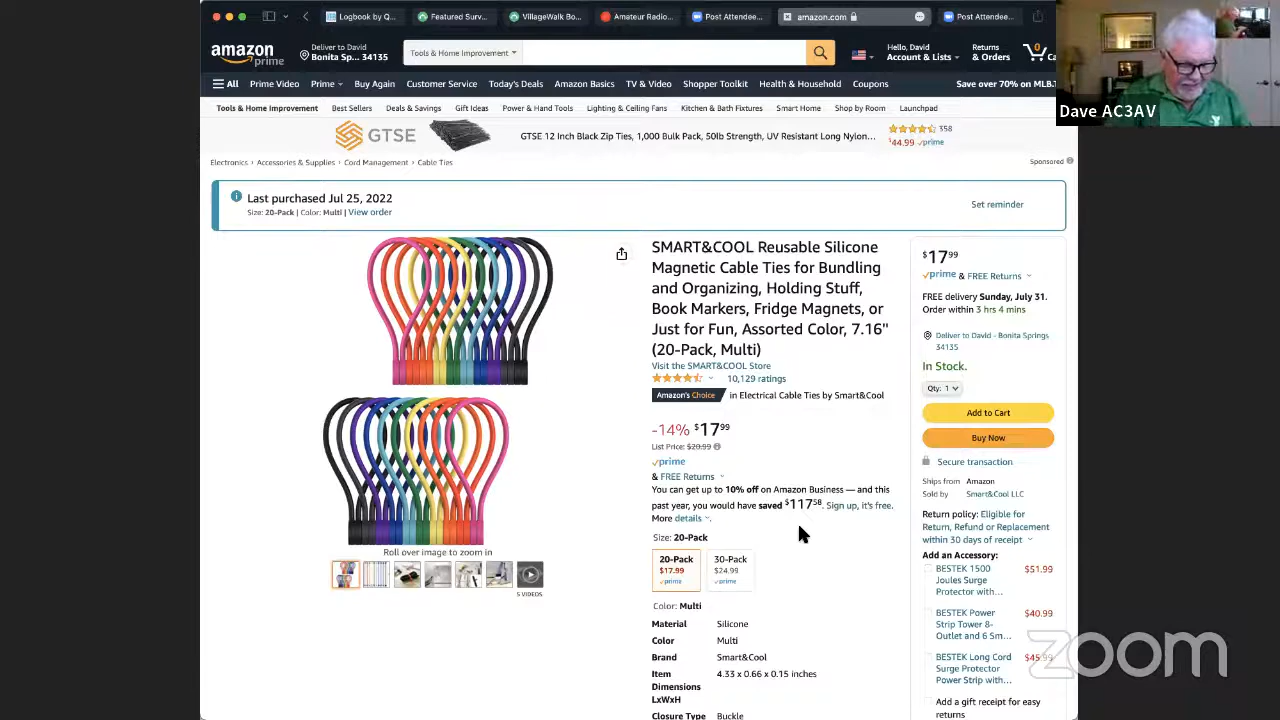 Logbook by Q...
Featured Surv...
VillageWalk Bo...
Amateur Radio...
Post Attendee...
amazon.com
Post Attendee...
amazon
prime
Deliver to David
Bonita Sp... 34135
Tools & Home Improvement
Hello, David
Account & Lists
Returns
& Orders
0
Ca
All
Prime Video
Prime
Buy Again
Customer Service
Today's Deals
Amazon Basics
TV & Video
Shopper Toolkit
Health & Household
Coupons
Save over 70% on MLB.
Tools & Home Improvement
Best Sellers
Deals & Savings
Gift Ideas
Power & Hand Tools
Lighting & Ceiling Fans
Kitchen & Bath Fixtures
Smart Home
Shop by Room
Launchpad
GTSE
GTSE 12 Inch Black Zip Ties, 1,000 Bulk Pack, 50lb Strength, UV Resistant Long Nylon...
358
$44.99 prime
Dave AC3AV
Electronics › Accessories & Supplies › Cord Management › Cable Ties
Sponsored
Last purchased Jul 25, 2022
Size: 20-Pack | Color: Multi | View order
Set reminder
SMART&COOL Reusable Silicone
Magnetic Cable Ties for Bundling
and Organizing, Holding Stuff,
Book Markers, Fridge Magnets, or
Just for Fun, Assorted Color, 7.16"
(20-Pack, Multi)
Visit the SMART&COOL Store
10,129 ratings
Amazon's Choice in Electrical Cable Ties by Smart&Cool
-14% $17 99
List Price: $20.99
prime
& FREE Returns
You can get up to 10% off on Amazon Business — and this
past year, you would have saved $117 58. Sign up, it's free.
More details
Size: 20-Pack
20-Pack
$17.99
prime
30-Pack
$24.99
prime
Color: Multi
Material Silicone
Color Multi
Brand Smart&Cool
Item Dimensions LxWxH 4.33 x 0.66 x 0.15 inches
Closure Type Buckle
Roll over image to zoom in
5 VIDEOS
$17 99
prime & FREE Returns
FREE delivery Sunday, July 31.
Order within 3 hrs 4 mins
Deliver to David - Bonita Springs
34135
In Stock.
Qty: 1
Add to Cart
Buy Now
Secure transaction
Ships from Amazon
Sold by Smart&Cool LLC
Return policy: Eligible for
Return, Refund or Replacement
within 30 days of receipt
Add an Accessory:
BESTEK 1500 $51.99
Joules Surge
Protector with...
BESTEK Power $40.99
Strip Tower 8-
Outlet and 6 Sm...
BESTEK Long Cord $45.99
Surge Protector
Power Strip with...
Add a gift receipt for easy
returns
zoom